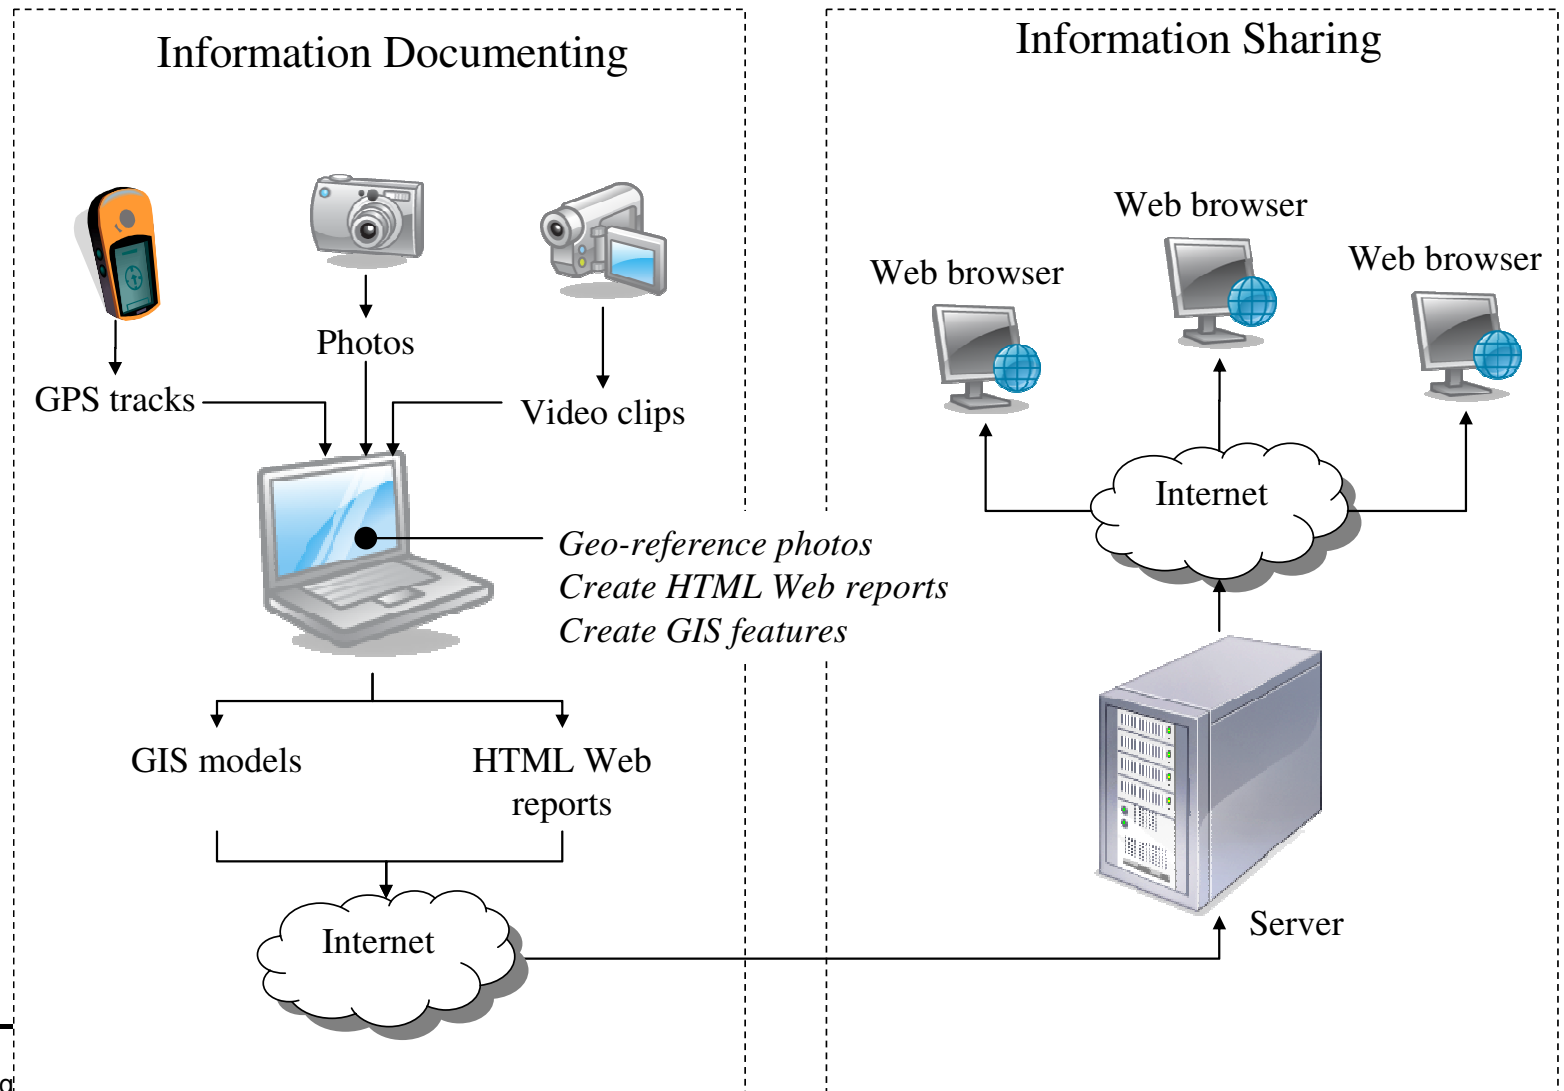 Information Documenting
Photos
GPS tracks
Video clips
Geo-reference photos
Create HTML Web reports
Create GIS features
GIS models
HTML Web
reports
Internet
Information Sharing
Web browser
Web browser
Web browser
Internet
Server